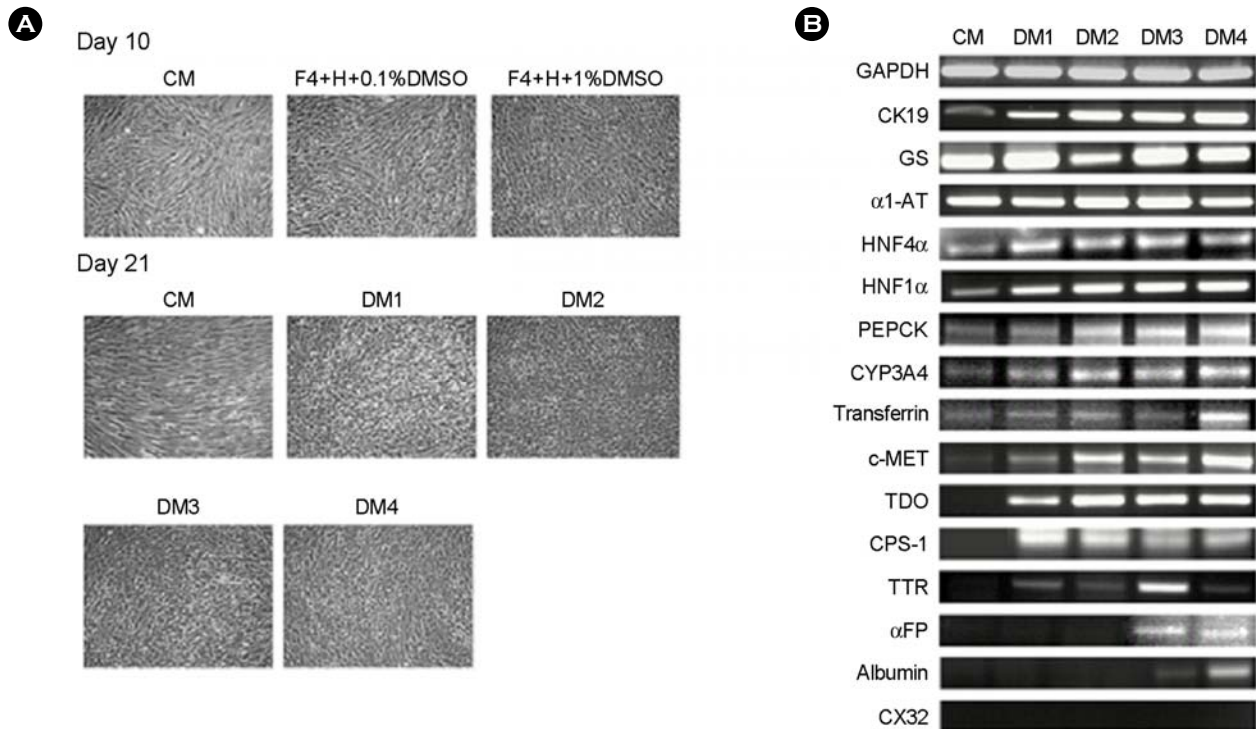 A
Day 10
CM F4+H+0.1%DMSO F4+H+1%DMSO
Day 21
CM DM1 DM2
DM3 DM4
B
CM DM1 DM2 DM3 DM4
GAPDH
CK19
GS
α1-AT
HNF4α
HNF1α
PEPCK
CYP3A4
Transferrin
c-MET
TDO
CPS-1
TTR
αFP
Albumin
CX32